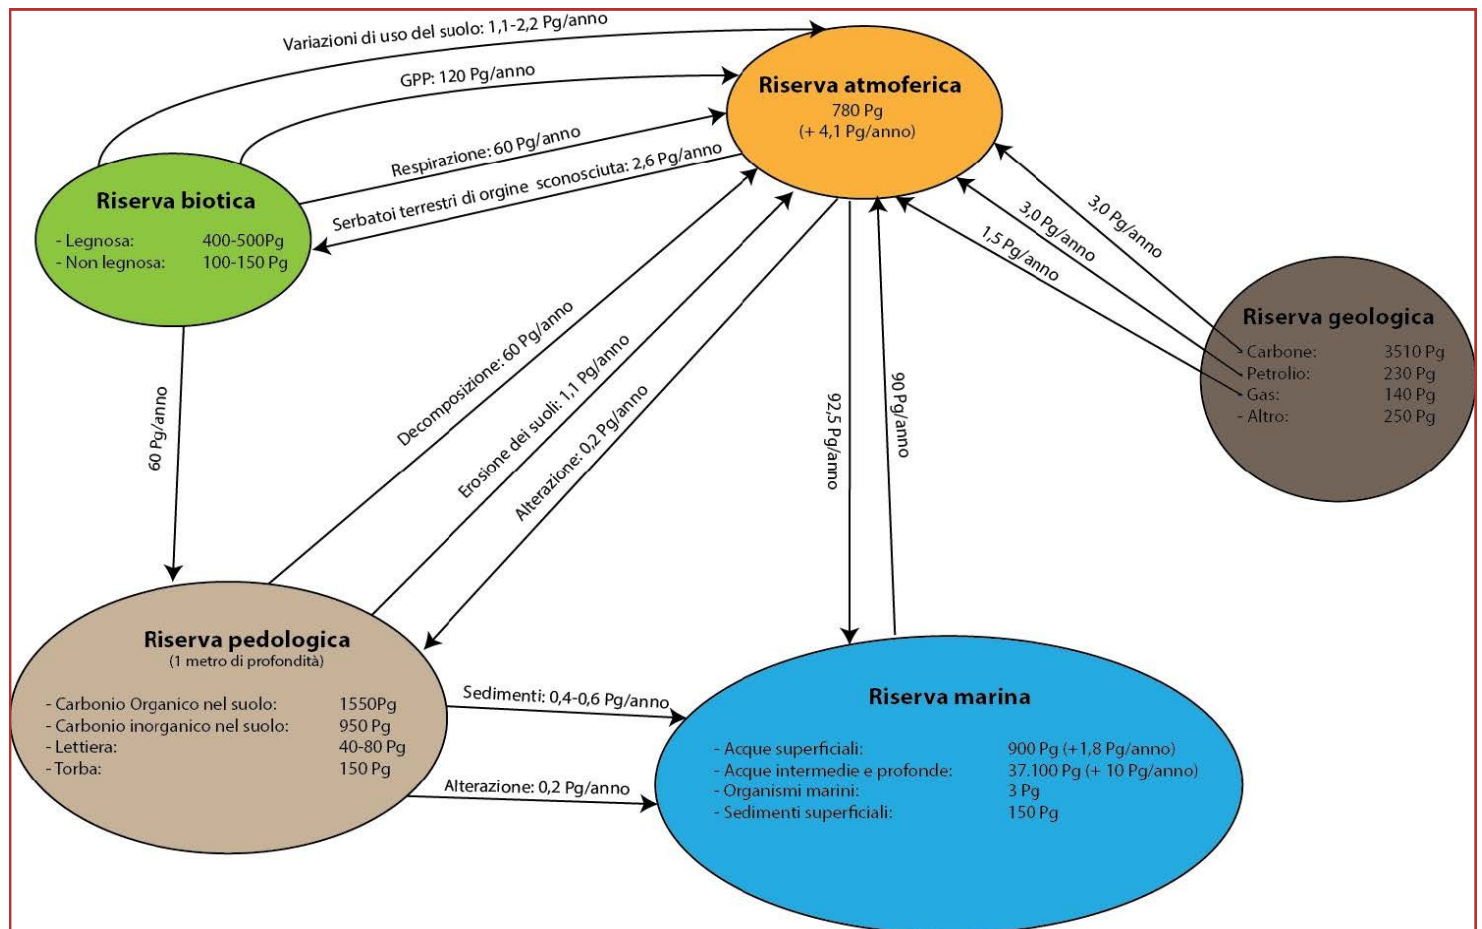 Variazioni di uso del suolo: 1,1-2,2 Pg/anno
GPP: 120 Pg/anno
Respirazione: 60 Pg/anno
Serbatoi terrestri di orgine sconosciuta: 2,6 Pg/anno
Riserva atmoferica
780 Pg
(+ 4,1 Pg/anno)
Riserva biotica
- Legnosa: 400-500Pg
- Non legnosa: 100-150 Pg
3,0 Pg/anno
3,0 Pg/anno
1,5 Pg/anno
Riserva geologica
- Carbone: 3510 Pg
- Petrolio: 230 Pg
- Gas: 140 Pg
- Altro: 250 Pg
60 Pg/anno
Decomposizione: 60 Pg/anno
Erosione dei suoli: 1,1 Pg/anno
Alterazione: 0,2 Pg/anno
92,5 Pg/anno
90 Pg/anno
Riserva pedologica
(1 metro di profondità)
- Carbonio Organico nel suolo: 1550Pg
- Carbonio inorganico nel suolo: 950 Pg
- Lettiera: 40-80 Pg
- Torba: 150 Pg
Sedimenti: 0,4-0,6 Pg/anno
Alterazione: 0,2 Pg/anno
Riserva marina
- Acque superficiali: 900 Pg (+1,8 Pg/anno)
- Acque intermedie e profonde: 37.100 Pg (+ 10 Pg/anno)
- Organismi marini: 3 Pg
- Sedimenti superficiali: 150 Pg